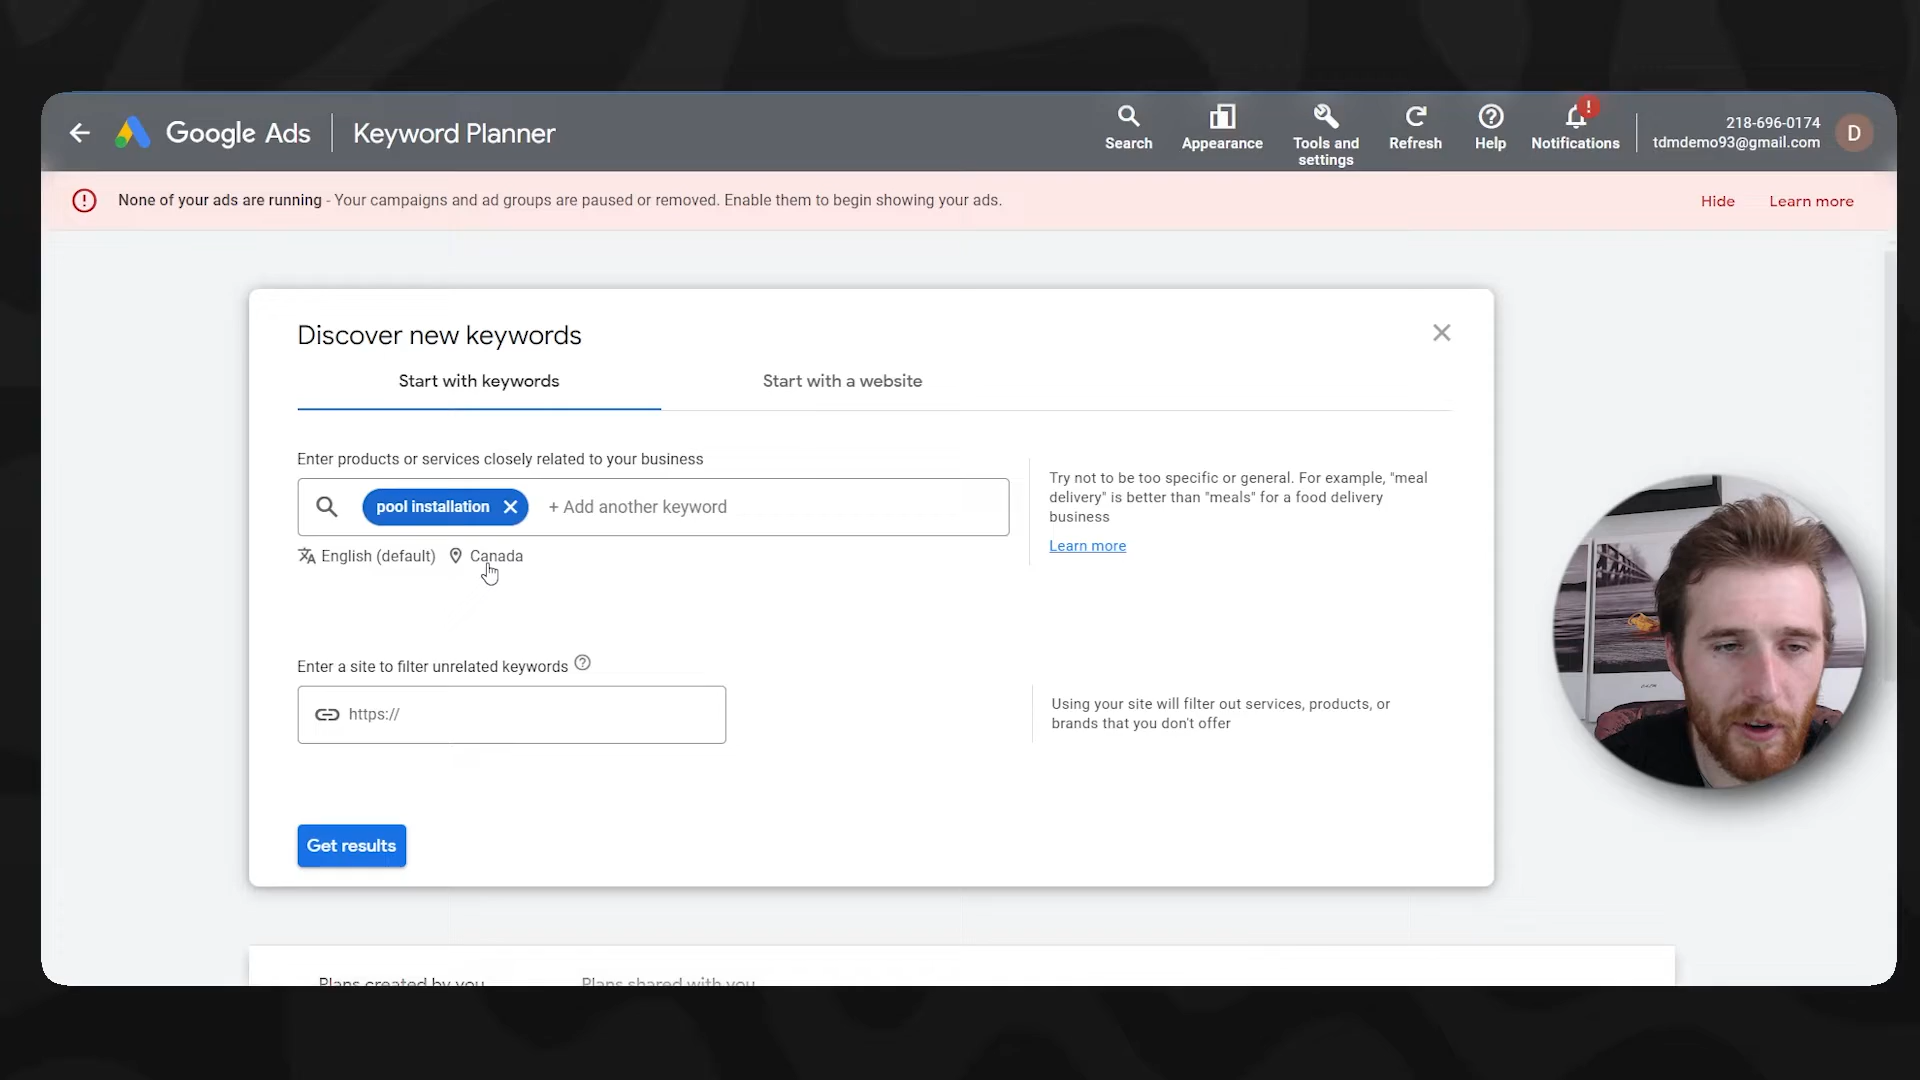 Google Ads
Keyword Planner
Search
Appearance
Tools and
settings
Refresh
Help
!
Notifications
218-696-0174
tdmdemo93@gmail.com
D
None of your ads are running - Your campaigns and ad groups are paused or removed. Enable them to begin showing your ads.
Hide
Learn more
Discover new keywords
Start with keywords
Start with a website
Enter products or services closely related to your business
pool installation
+ Add another keyword
English (default)
Canada
Try not to be too specific or general. For example, "meal
delivery" is better than "meals" for a food delivery
business
Learn more
Enter a site to filter unrelated keywords
https://
Using your site will filter out services, products, or
brands that you don't offer
Get results
Plans created by you
Plans shared with you